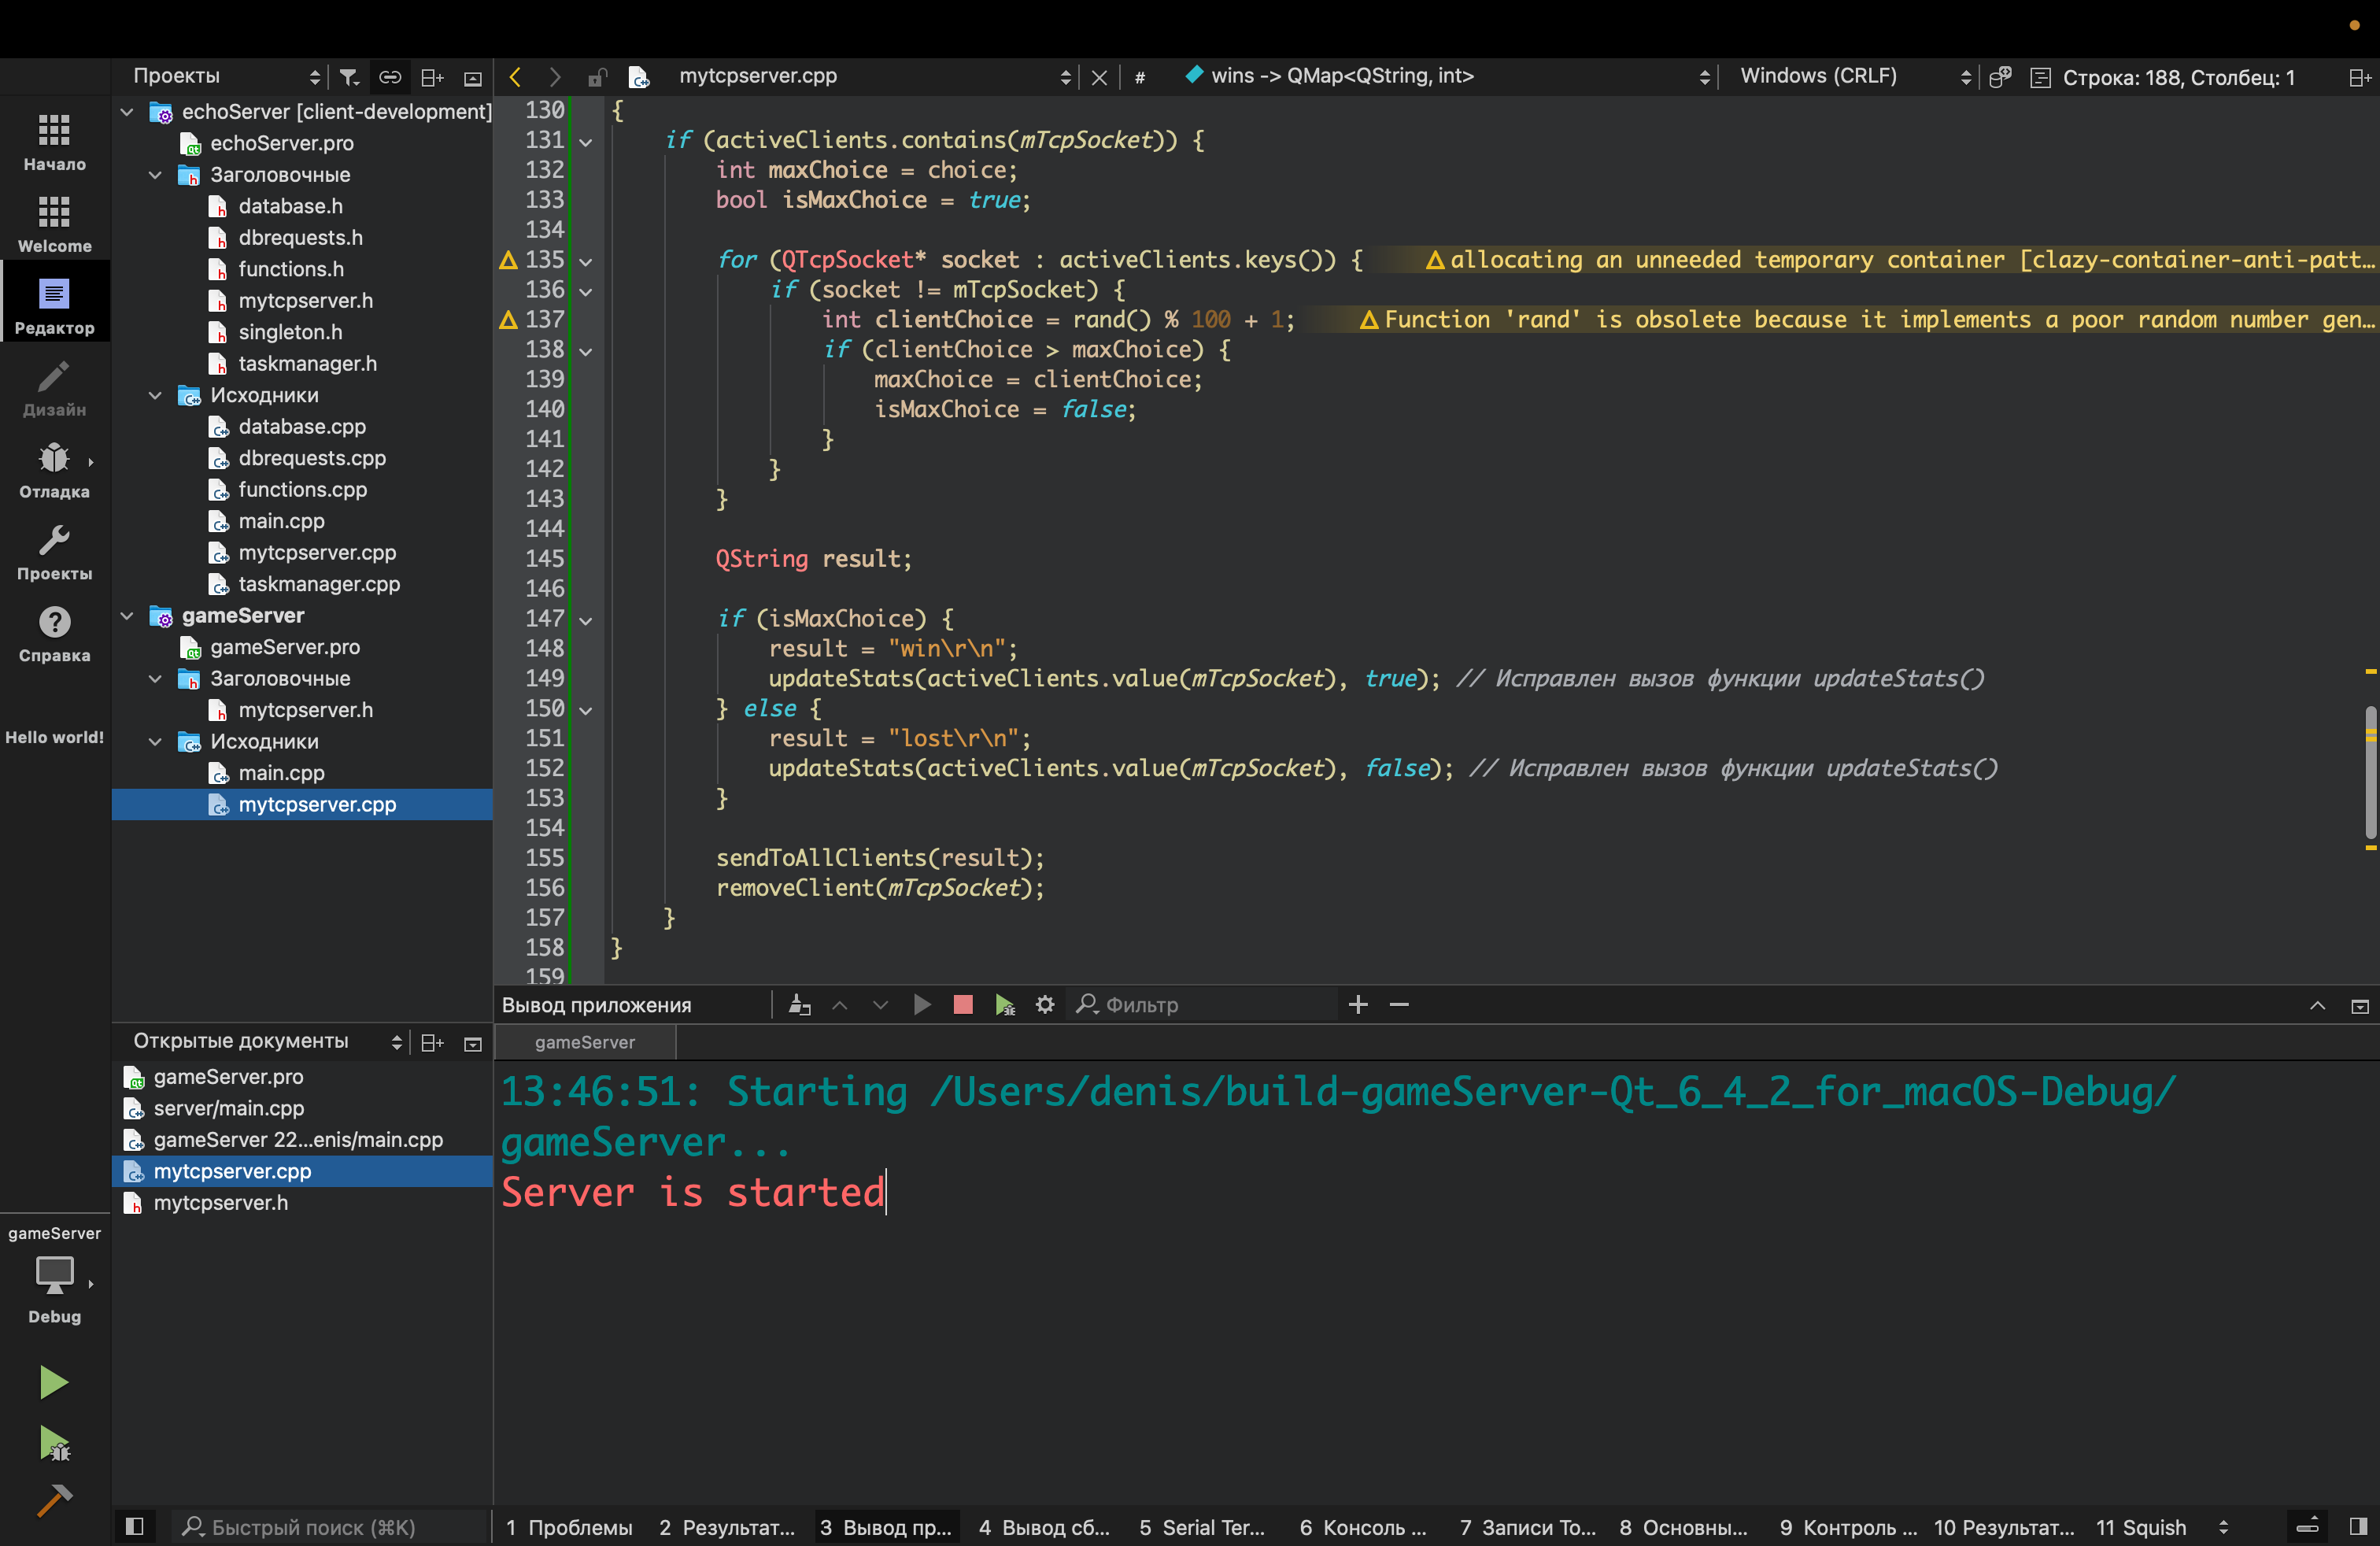 Проекты
mytcpserver.cpp
#
wins -> QMap<QString, int>
Windows (CRLF)
Строка: 188, Столбец: 1
Начало
Welcome
Редактор
Дизайн
Отладка
Проекты
Справка
Hello world!
echoServer [client-development]
echoServer.pro
Заголовочные
database.h
dbrequests.h
functions.h
mytcpserver.h
singleton.h
taskmanager.h
Исходники
database.cpp
dbrequests.cpp
functions.cpp
main.cpp
mytcpserver.cpp
taskmanager.cpp
gameServer
gameServer.pro
Заголовочные
mytcpserver.h
Исходники
main.cpp
mytcpserver.cpp
130 {
131 if (activeClients.contains(mTcpSocket)) {
132 int maxChoice = choice;
133 bool isMaxChoice = true;
134
135 for (QTcpSocket* socket : activeClients.keys()) { allocating an unneeded temporary container [clazy-container-anti-patt…
136 if (socket != mTcpSocket) {
137 int clientChoice = rand() % 100 + 1; Function 'rand' is obsolete because it implements a poor random number gen…
138 if (clientChoice > maxChoice) {
139 maxChoice = clientChoice;
140 isMaxChoice = false;
141 }
142 }
143 }
144
145 QString result;
146
147 if (isMaxChoice) {
148 result = "win\r\n";
149 updateStats(activeClients.value(mTcpSocket), true); // Исправлен вызов функции updateStats()
150 } else {
151 result = "lost\r\n";
152 updateStats(activeClients.value(mTcpSocket), false); // Исправлен вызов функции updateStats()
153 }
154
155 sendToAllClients(result);
156 removeClient(mTcpSocket);
157 }
158 }
159
Вывод приложения
Фильтр
gameServer
13:46:51: Starting /Users/denis/build-gameServer-Qt_6_4_2_for_macOS-Debug/
gameServer...
Server is started
Открытые документы
gameServer.pro
server/main.cpp
gameServer 22...enis/main.cpp
mytcpserver.cpp
mytcpserver.h
gameServer
Debug
Быстрый поиск (⌘K)
1 Проблемы
2 Результат...
3 Вывод пр...
4 Вывод сб...
5 Serial Ter...
6 Консоль ...
7 Записи To...
8 Основны...
9 Контроль ...
10 Результат...
11 Squish